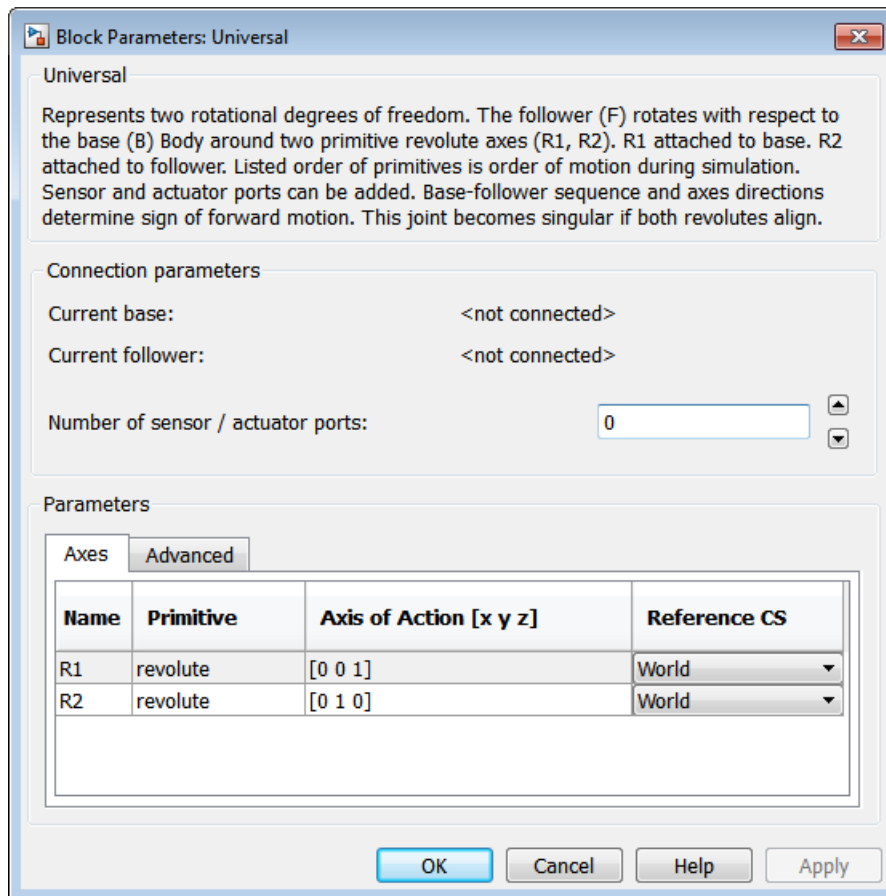 Block Parameters: Universal
Universal
Represents two rotational degrees of freedom. The follower (F) rotates with respect to
the base (B) Body around two primitive revolute axes (R1, R2). R1 attached to base. R2
attached to follower. Listed order of primitives is order of motion during simulation.
Sensor and actuator ports can be added. Base-follower sequence and axes directions
determine sign of forward motion. This joint becomes singular if both revolutes align.
Connection parameters
Current base: <not connected>
Current follower: <not connected>
Number of sensor / actuator ports: 0
Parameters
Axes Advanced
Name Primitive Axis of Action [x y z] Reference CS
R1 revolute [0 0 1] World
R2 revolute [0 1 0] World
OK Cancel Help Apply